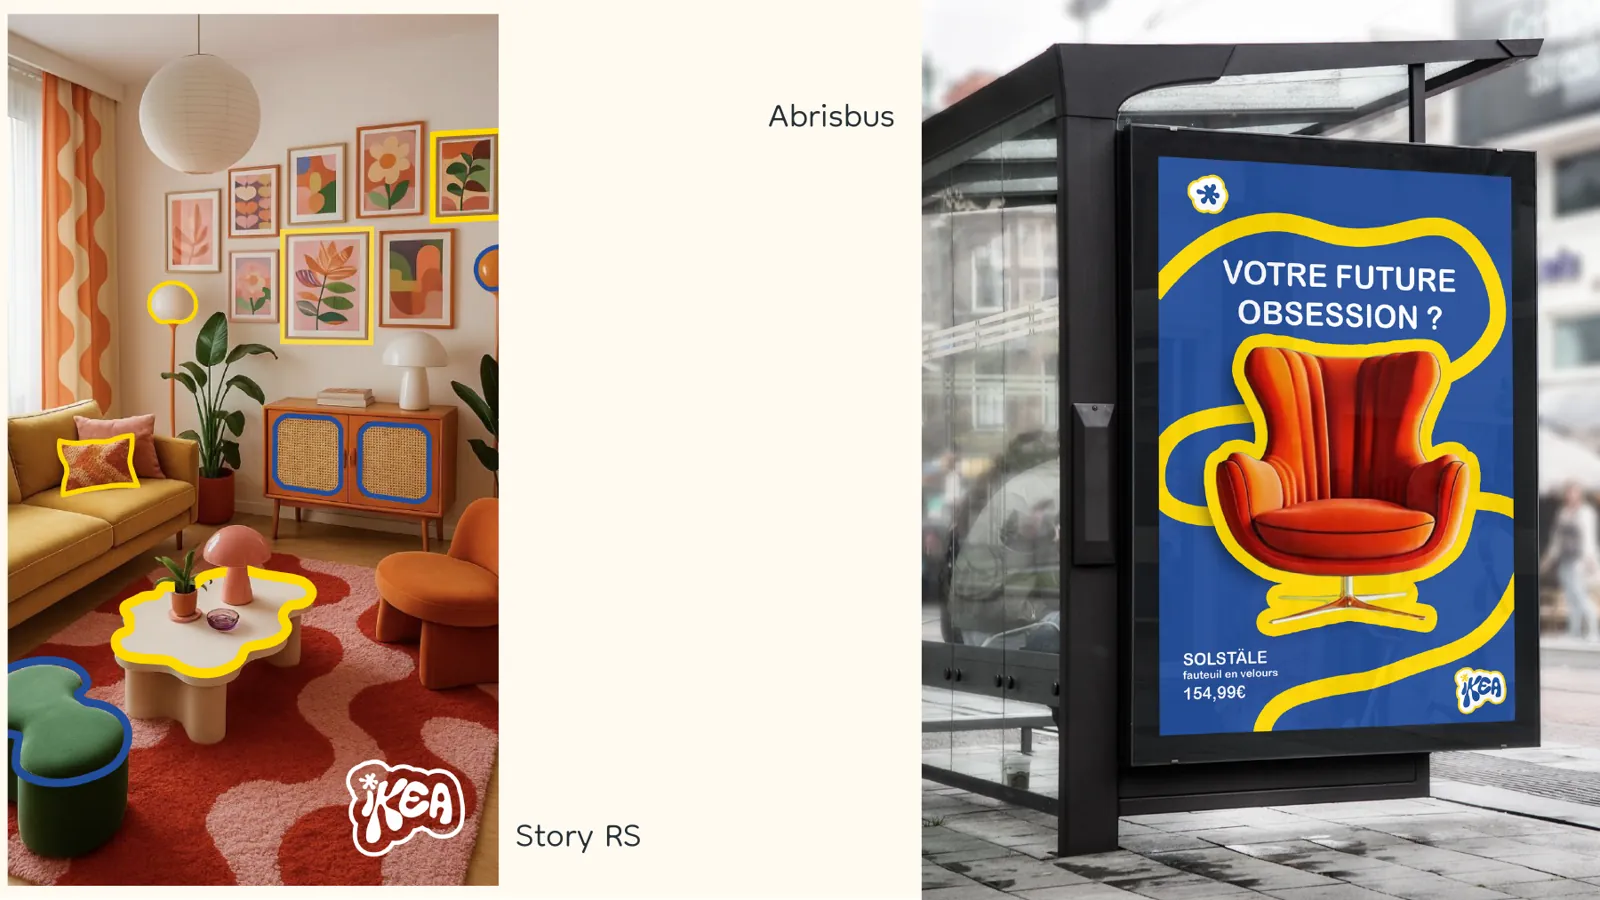 iKEA
Story RS
Abrisbus
VOTRE FUTURE
OBSESSION ?
SOLSTÄLE
fauteuil en velours
154,99€
iKEA